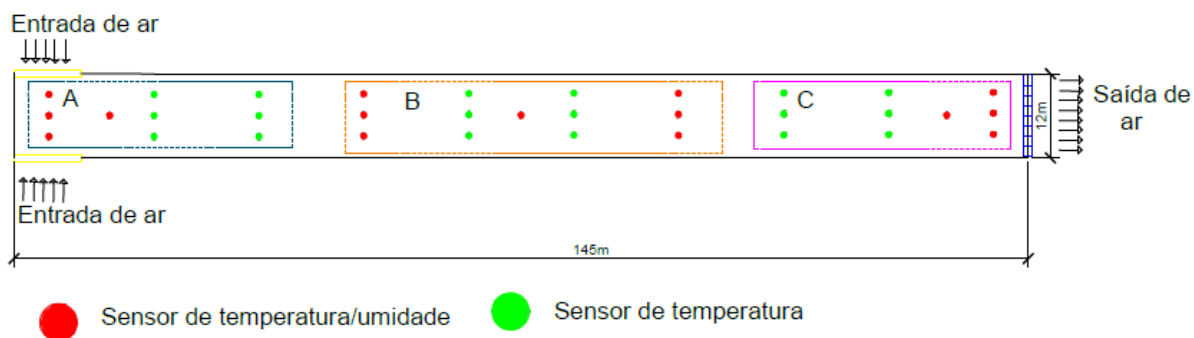 Entrada de ar
A
B
C
Saída de
ar
12m
Entrada de ar
145m
Sensor de temperatura/umidade
Sensor de temperatura